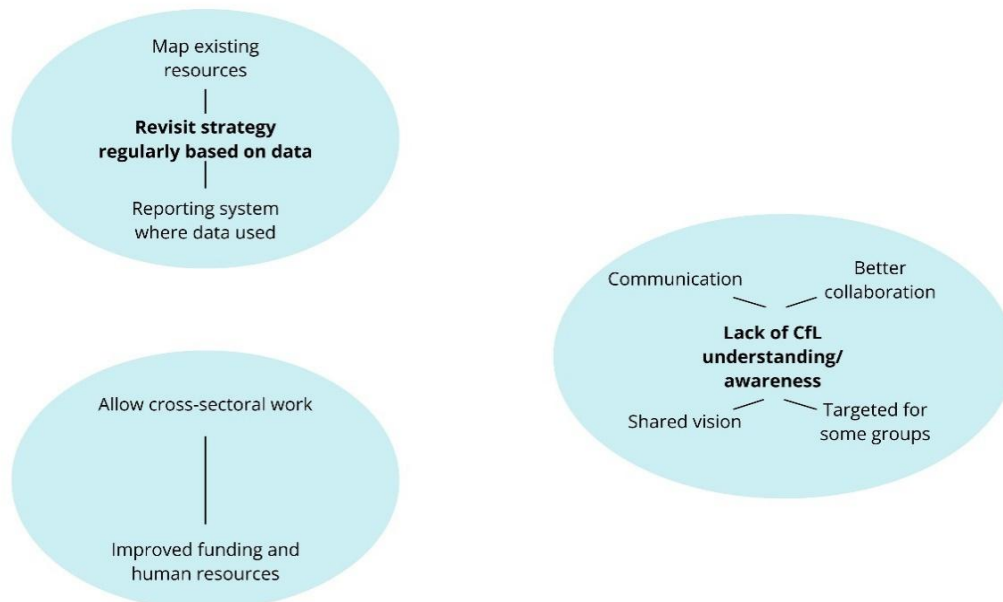 Map existing
resources
Revisit strategy
regularly based on data
Reporting system
where data used
Communication
Better
collaboration
Lack of CfL
understanding/
awareness
Shared vision
Targeted for
some groups
Allow cross-sectoral work
Improved funding and
human resources